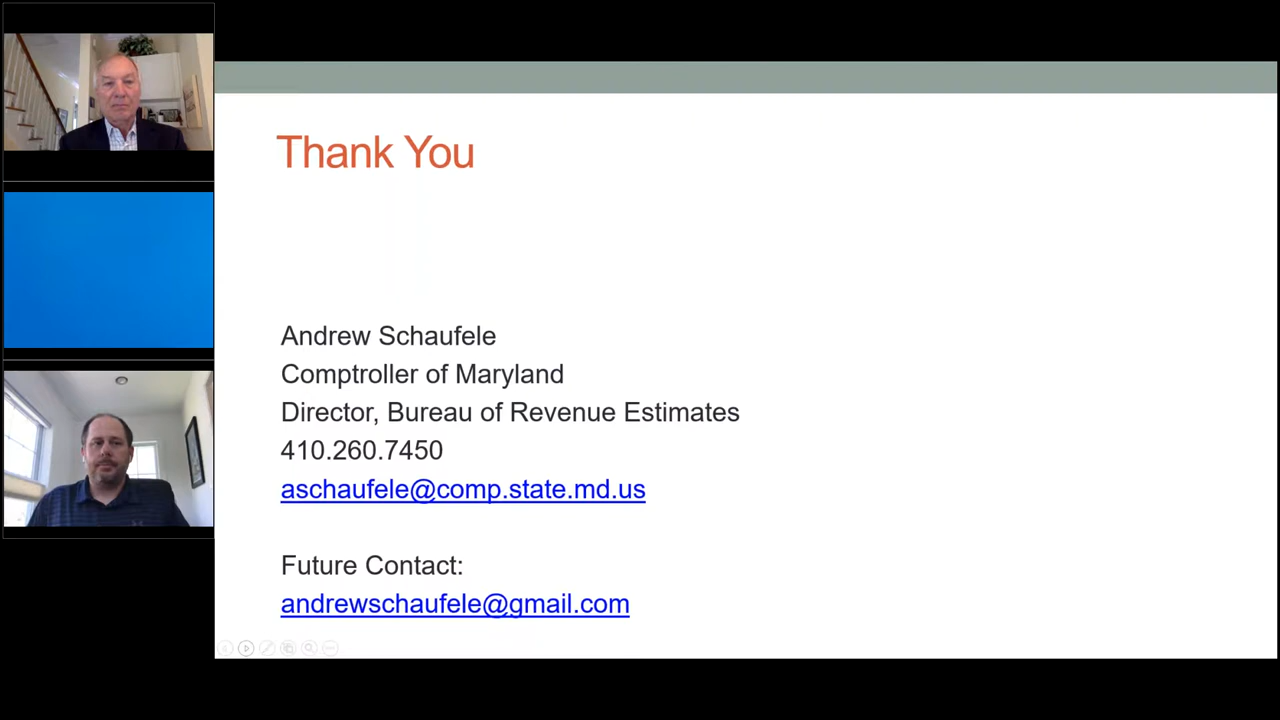 Thank You
Andrew Schaufele
Comptroller of Maryland
Director, Bureau of Revenue Estimates
410.260.7450
aschaufele@comp.state.md.us
Future Contact:
andrewschaufele@gmail.com